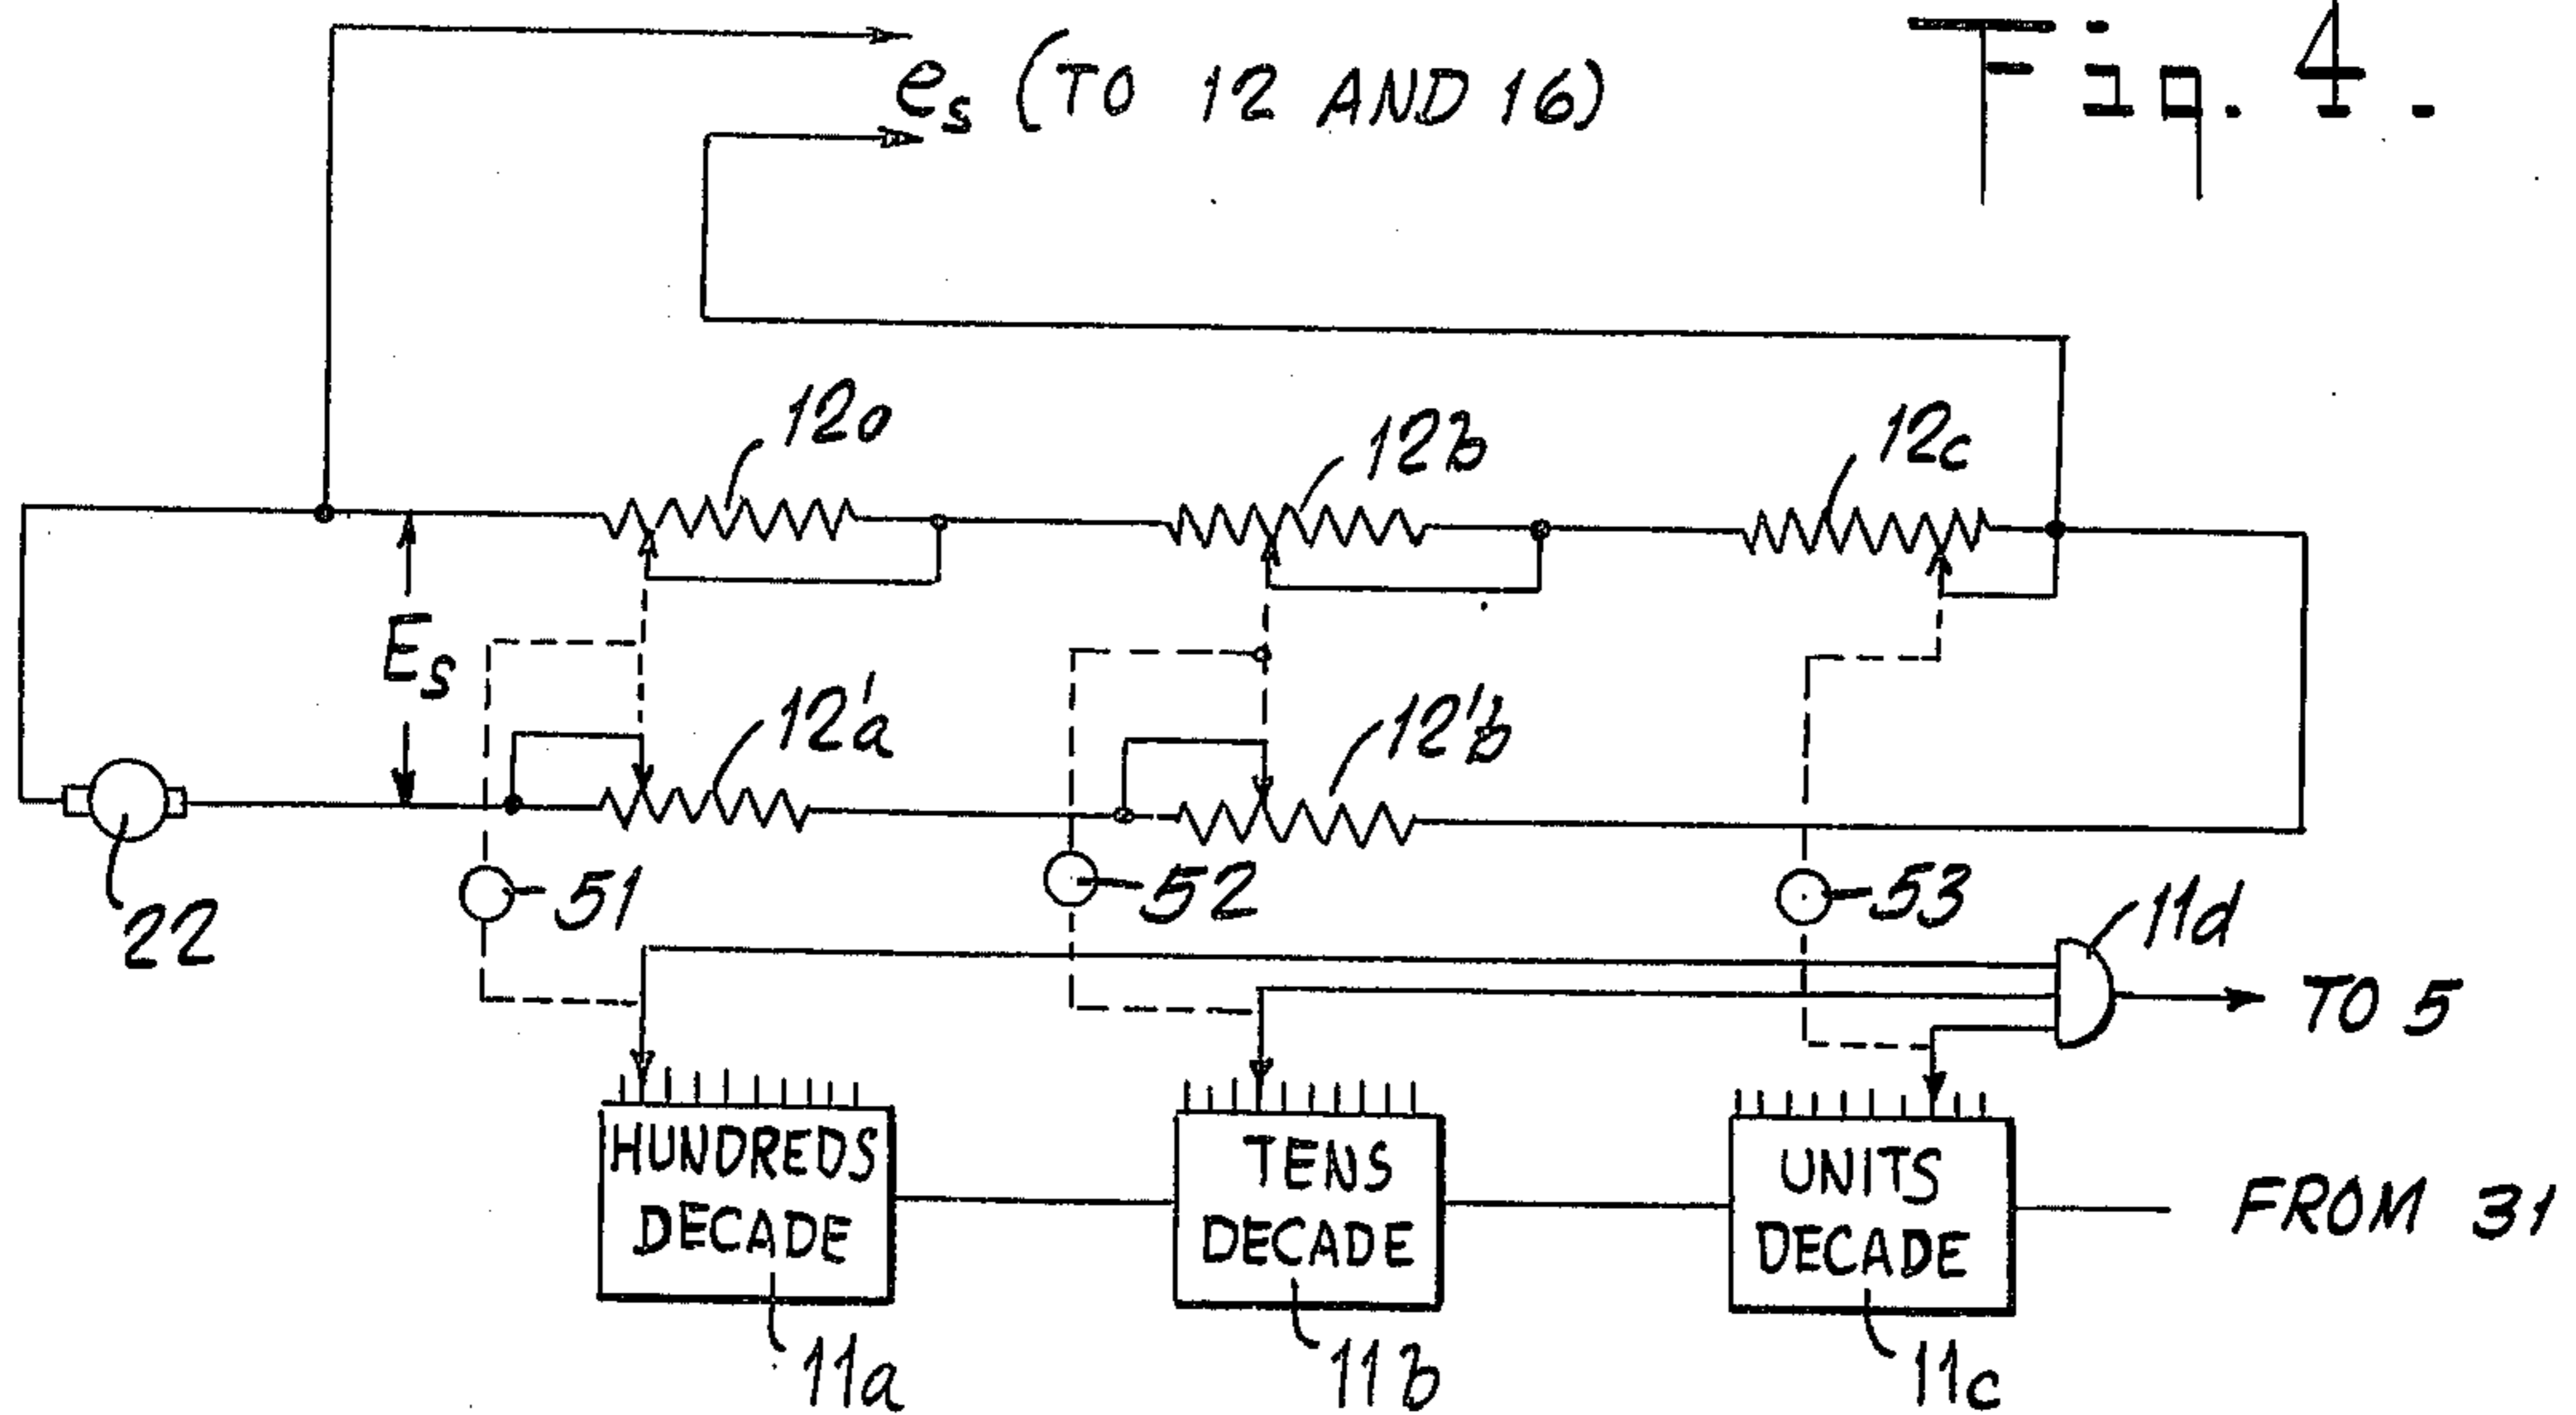 Fig. 4.
es (TO 12 AND 16)
12a
12b
12c
Es
12'a
12'b
22
51
52
53
11d
TO 5
HUNDREDS
DECADE
TENS
DECADE
UNITS
DECADE
FROM 31
11a
11b
11c